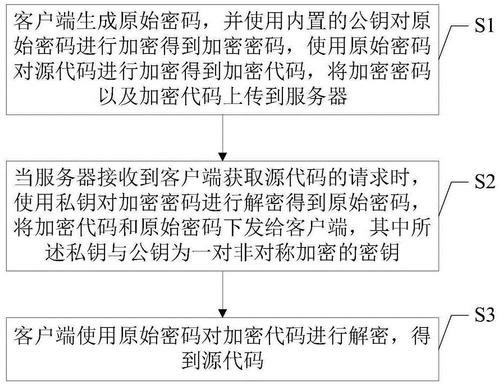 客户端生成原始密码，并使用内置的公钥对原
始密码进行加密得到加密密码，使用原始密码
对源代码进行加密得到加密代码，将加密密码
以及加密代码上传到服务器
S1
当服务器接收到客户端获取源代码的请求时，
使用私钥对加密密码进行解密得到原始密码，
将加密代码和原始密码下发给客户端，其中所
述私钥与公钥为一对非对称加密的密钥
S2
客户端使用原始密码对加密代码进行解密，得
到源代码
S3